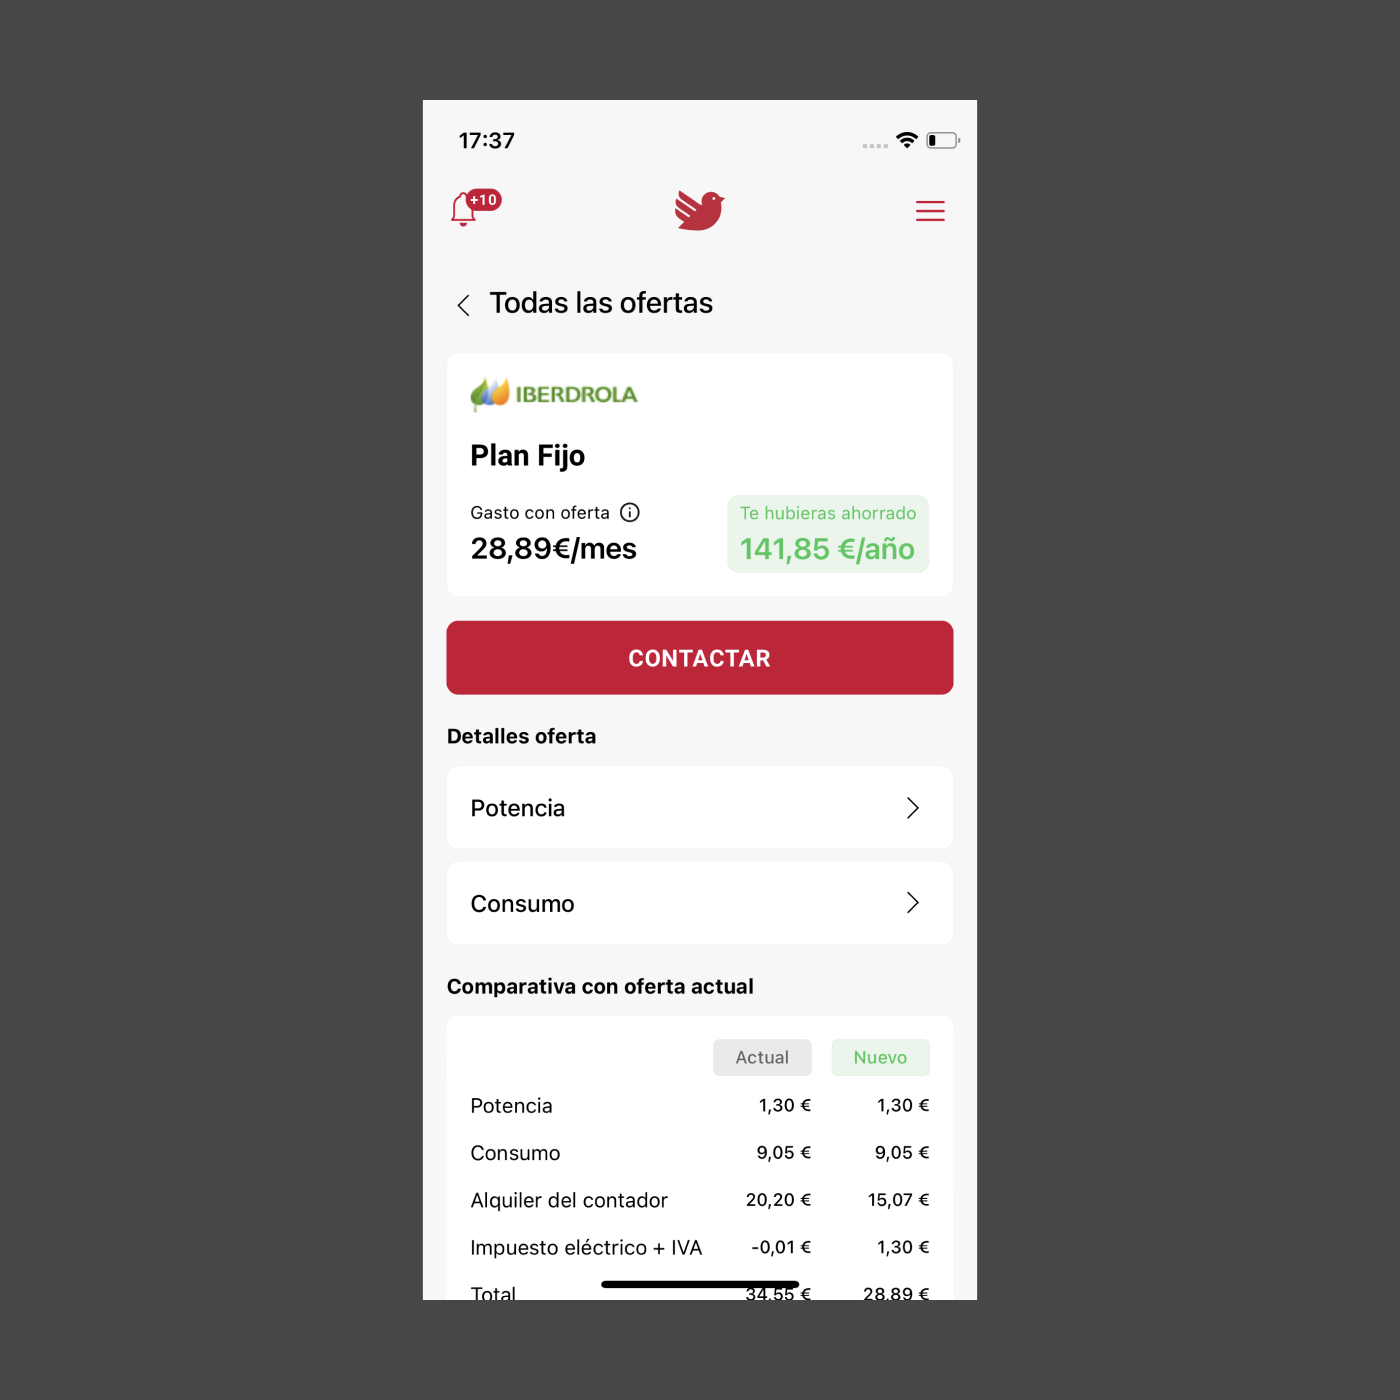 17:37
+10
Todas las ofertas
IBERDROLA
Plan Fijo
Gasto con oferta
28,89€/mes
Te hubieras ahorrado
141,85 €/año
CONTACTAR
Detalles oferta
Potencia
Consumo
Comparativa con oferta actual
Actual Nuevo
Potencia 1,30 € 1,30 €
Consumo 9,05 € 9,05 €
Alquiler del contador 20,20 € 15,07 €
Impuesto eléctrico + IVA -0,01 € 1,30 €
Total 34,55 € 28,89 €